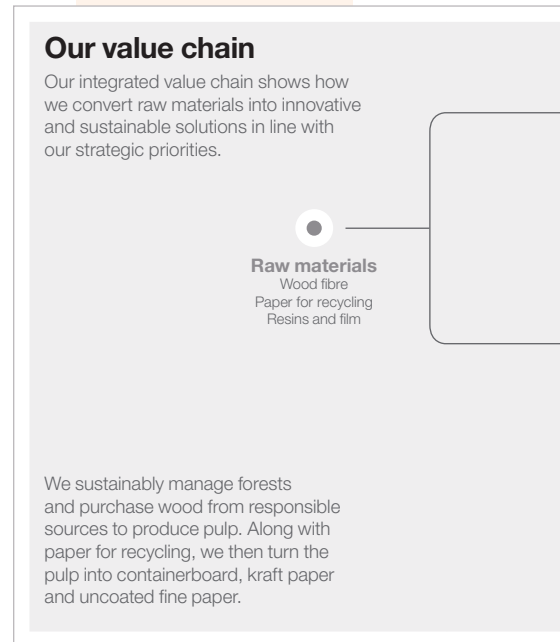 Our value chain
Our integrated value chain shows how
we convert raw materials into innovative
and sustainable solutions in line with
our strategic priorities.
Raw materials
Wood fibre
Paper for recycling
Resins and film
We sustainably manage forests
and purchase wood from responsible
sources to produce pulp. Along with
paper for recycling, we then turn the
pulp into containerboard, kraft paper
and uncoated fine paper.